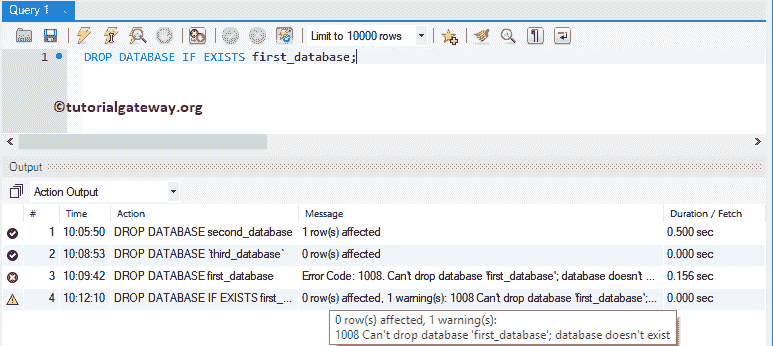 Query 1
Limit to 10000 rows
1 DROP DATABASE IF EXISTS first_database;
©tutorialgateway.org
Output
Action Output
# Time Action Message Duration / Fetch
1 10:05:50 DROP DATABASE second_database 1 row(s) affected 0.500 sec
2 10:08:53 DROP DATABASE `third_database` 0 row(s) affected 0.000 sec
3 10:09:42 DROP DATABASE first_database Error Code: 1008. Can't drop database 'first_database'; database doesn't ... 0.156 sec
4 10:12:10 DROP DATABASE IF EXISTS first_... 0 row(s) affected, 1 warning(s): 1008 Can't drop database 'first_database';... 0.000 sec
0 row(s) affected, 1 warning(s):
1008 Can't drop database 'first_database'; database doesn't exist